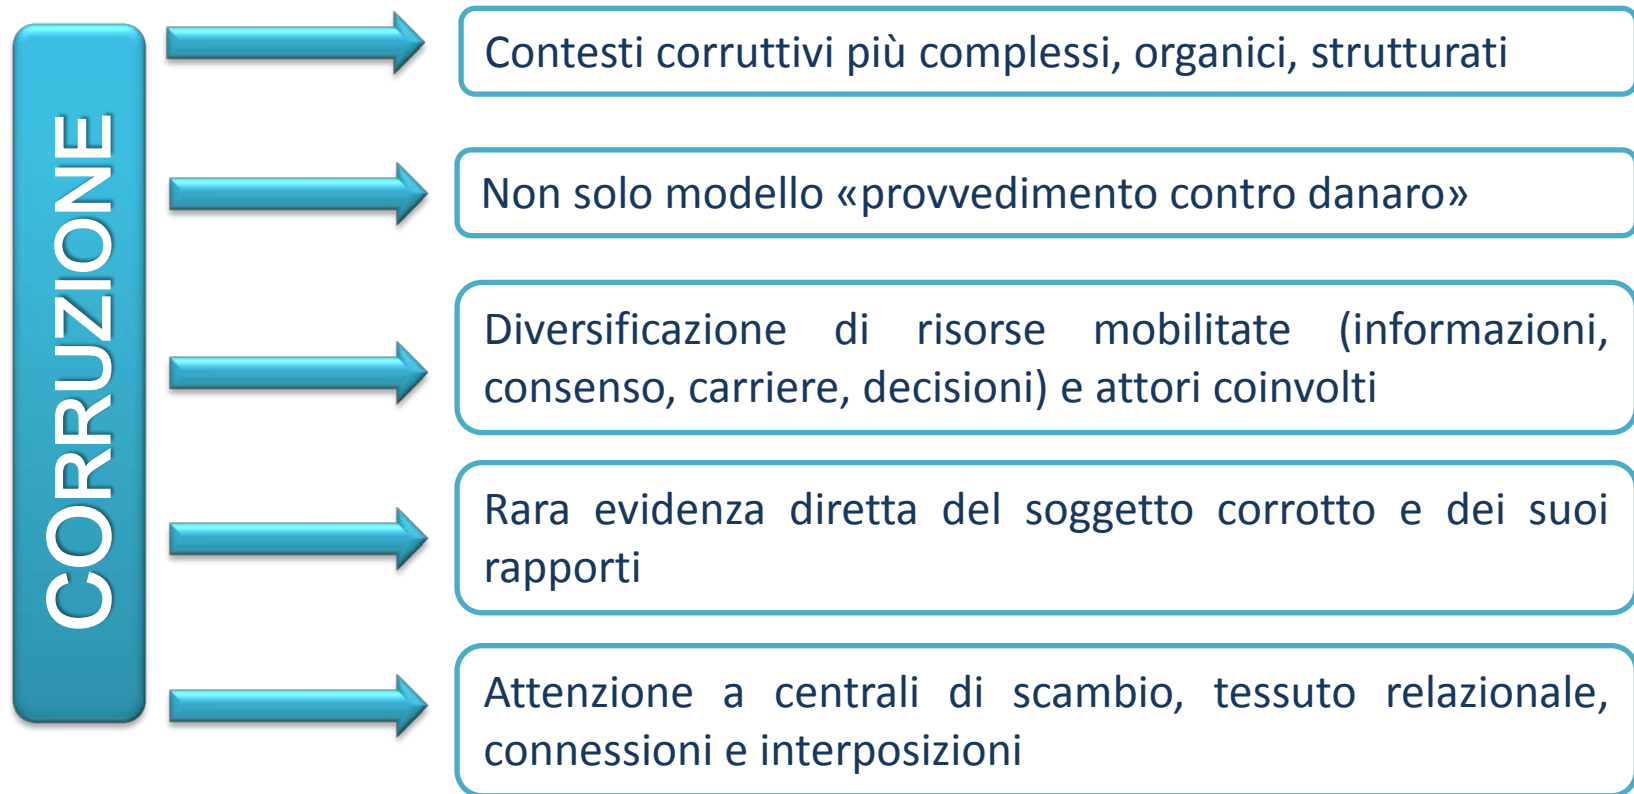 CORRUZIONE
Contesti corruttivi più complessi, organici, strutturati
Non solo modello «provvedimento contro danaro»
Diversificazione di risorse mobilitate (informazioni,
consenso, carriere, decisioni) e attori coinvolti
Rara evidenza diretta del soggetto corrotto e dei suoi
rapporti
Attenzione a centrali di scambio, tessuto relazionale,
connessioni e interposizioni